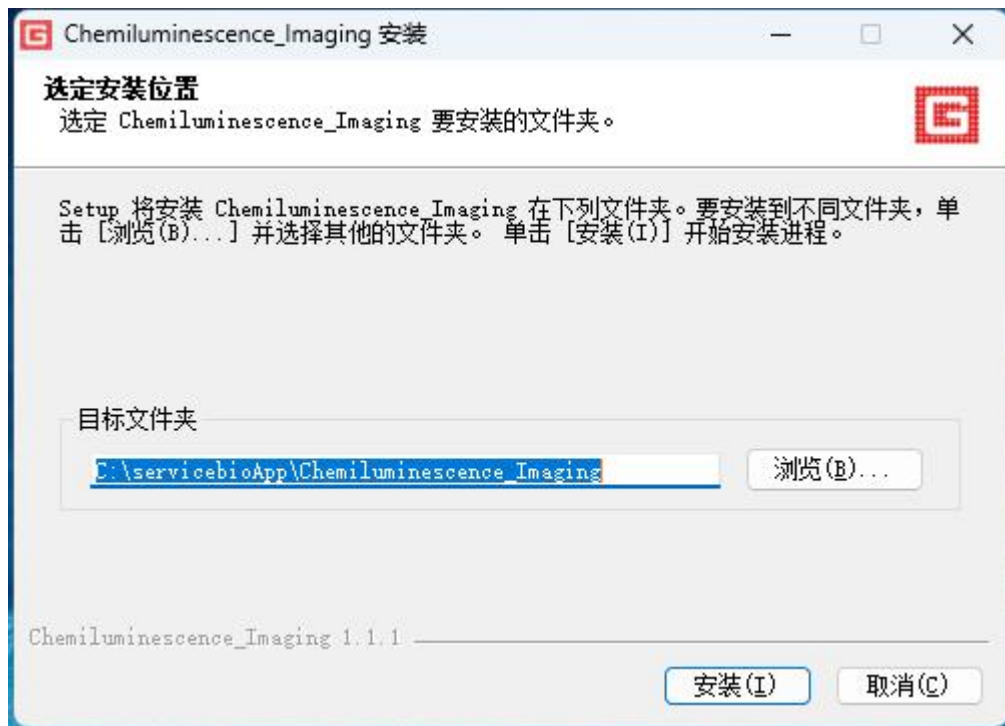 Chemiluminescence_Imaging 安装
选定安装位置
选定 Chemiluminescence_Imaging 要安装的文件夹。
Setup 将安装 Chemiluminescence_Imaging 在下列文件夹。要安装到不同文件夹，单
击 [浏览(B)...] 并选择其他的文件夹。 单击 [安装(I)] 开始安装进程。
目标文件夹
C:\servicebioApp\Chemiluminescence_Imaging
浏览(B)...
Chemiluminescence_Imaging 1.1.1
安装(I)
取消(C)